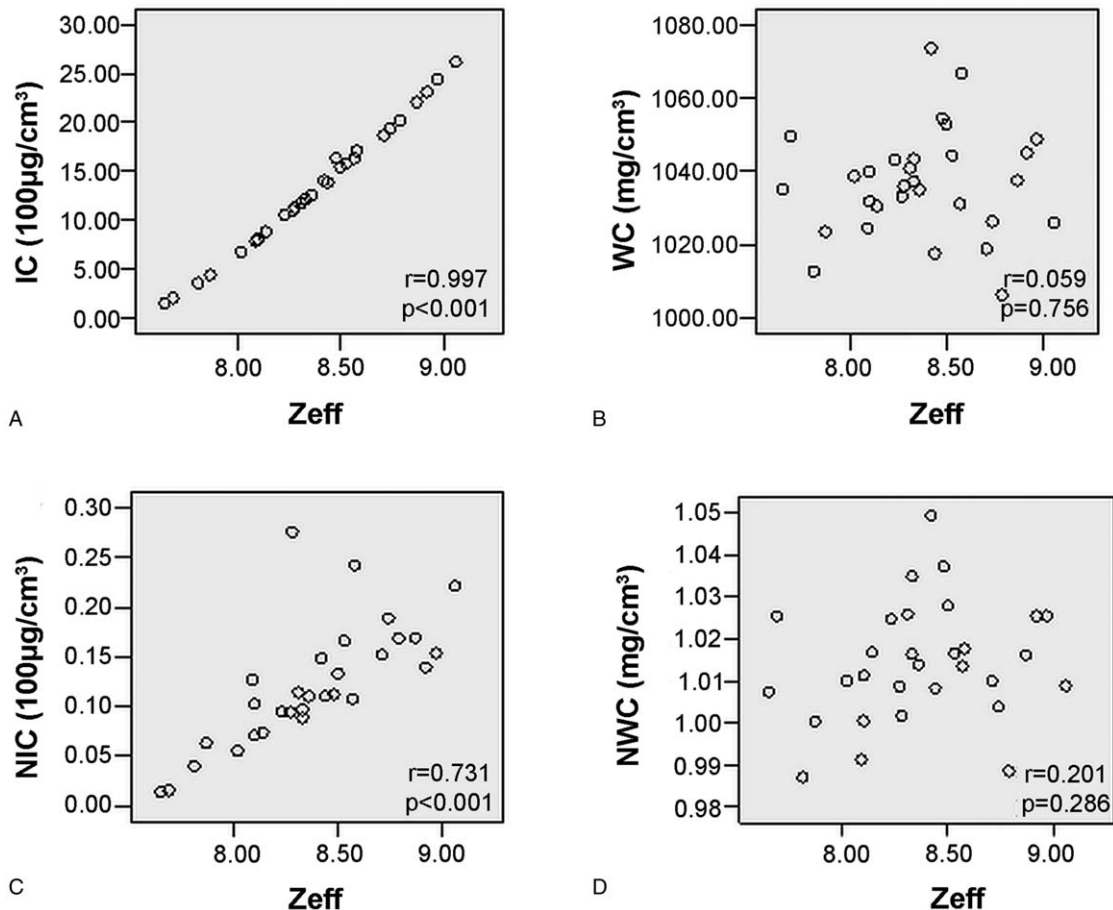 IC (100µg/cm³)
30.00
25.00
20.00
15.00
10.00
5.00
0.00
r=0.997
p<0.001
8.00 8.50 9.00
Zeff
A
WC (mg/cm³)
1080.00
1060.00
1040.00
1020.00
1000.00
r=0.059
p=0.756
8.00 8.50 9.00
Zeff
B
NIC (100µg/cm³)
0.30
0.25
0.20
0.15
0.10
0.05
0.00
r=0.731
p<0.001
8.00 8.50 9.00
Zeff
C
NWC (mg/cm³)
1.05
1.04
1.03
1.02
1.01
1.00
0.99
0.98
r=0.201
p=0.286
8.00 8.50 9.00
Zeff
D